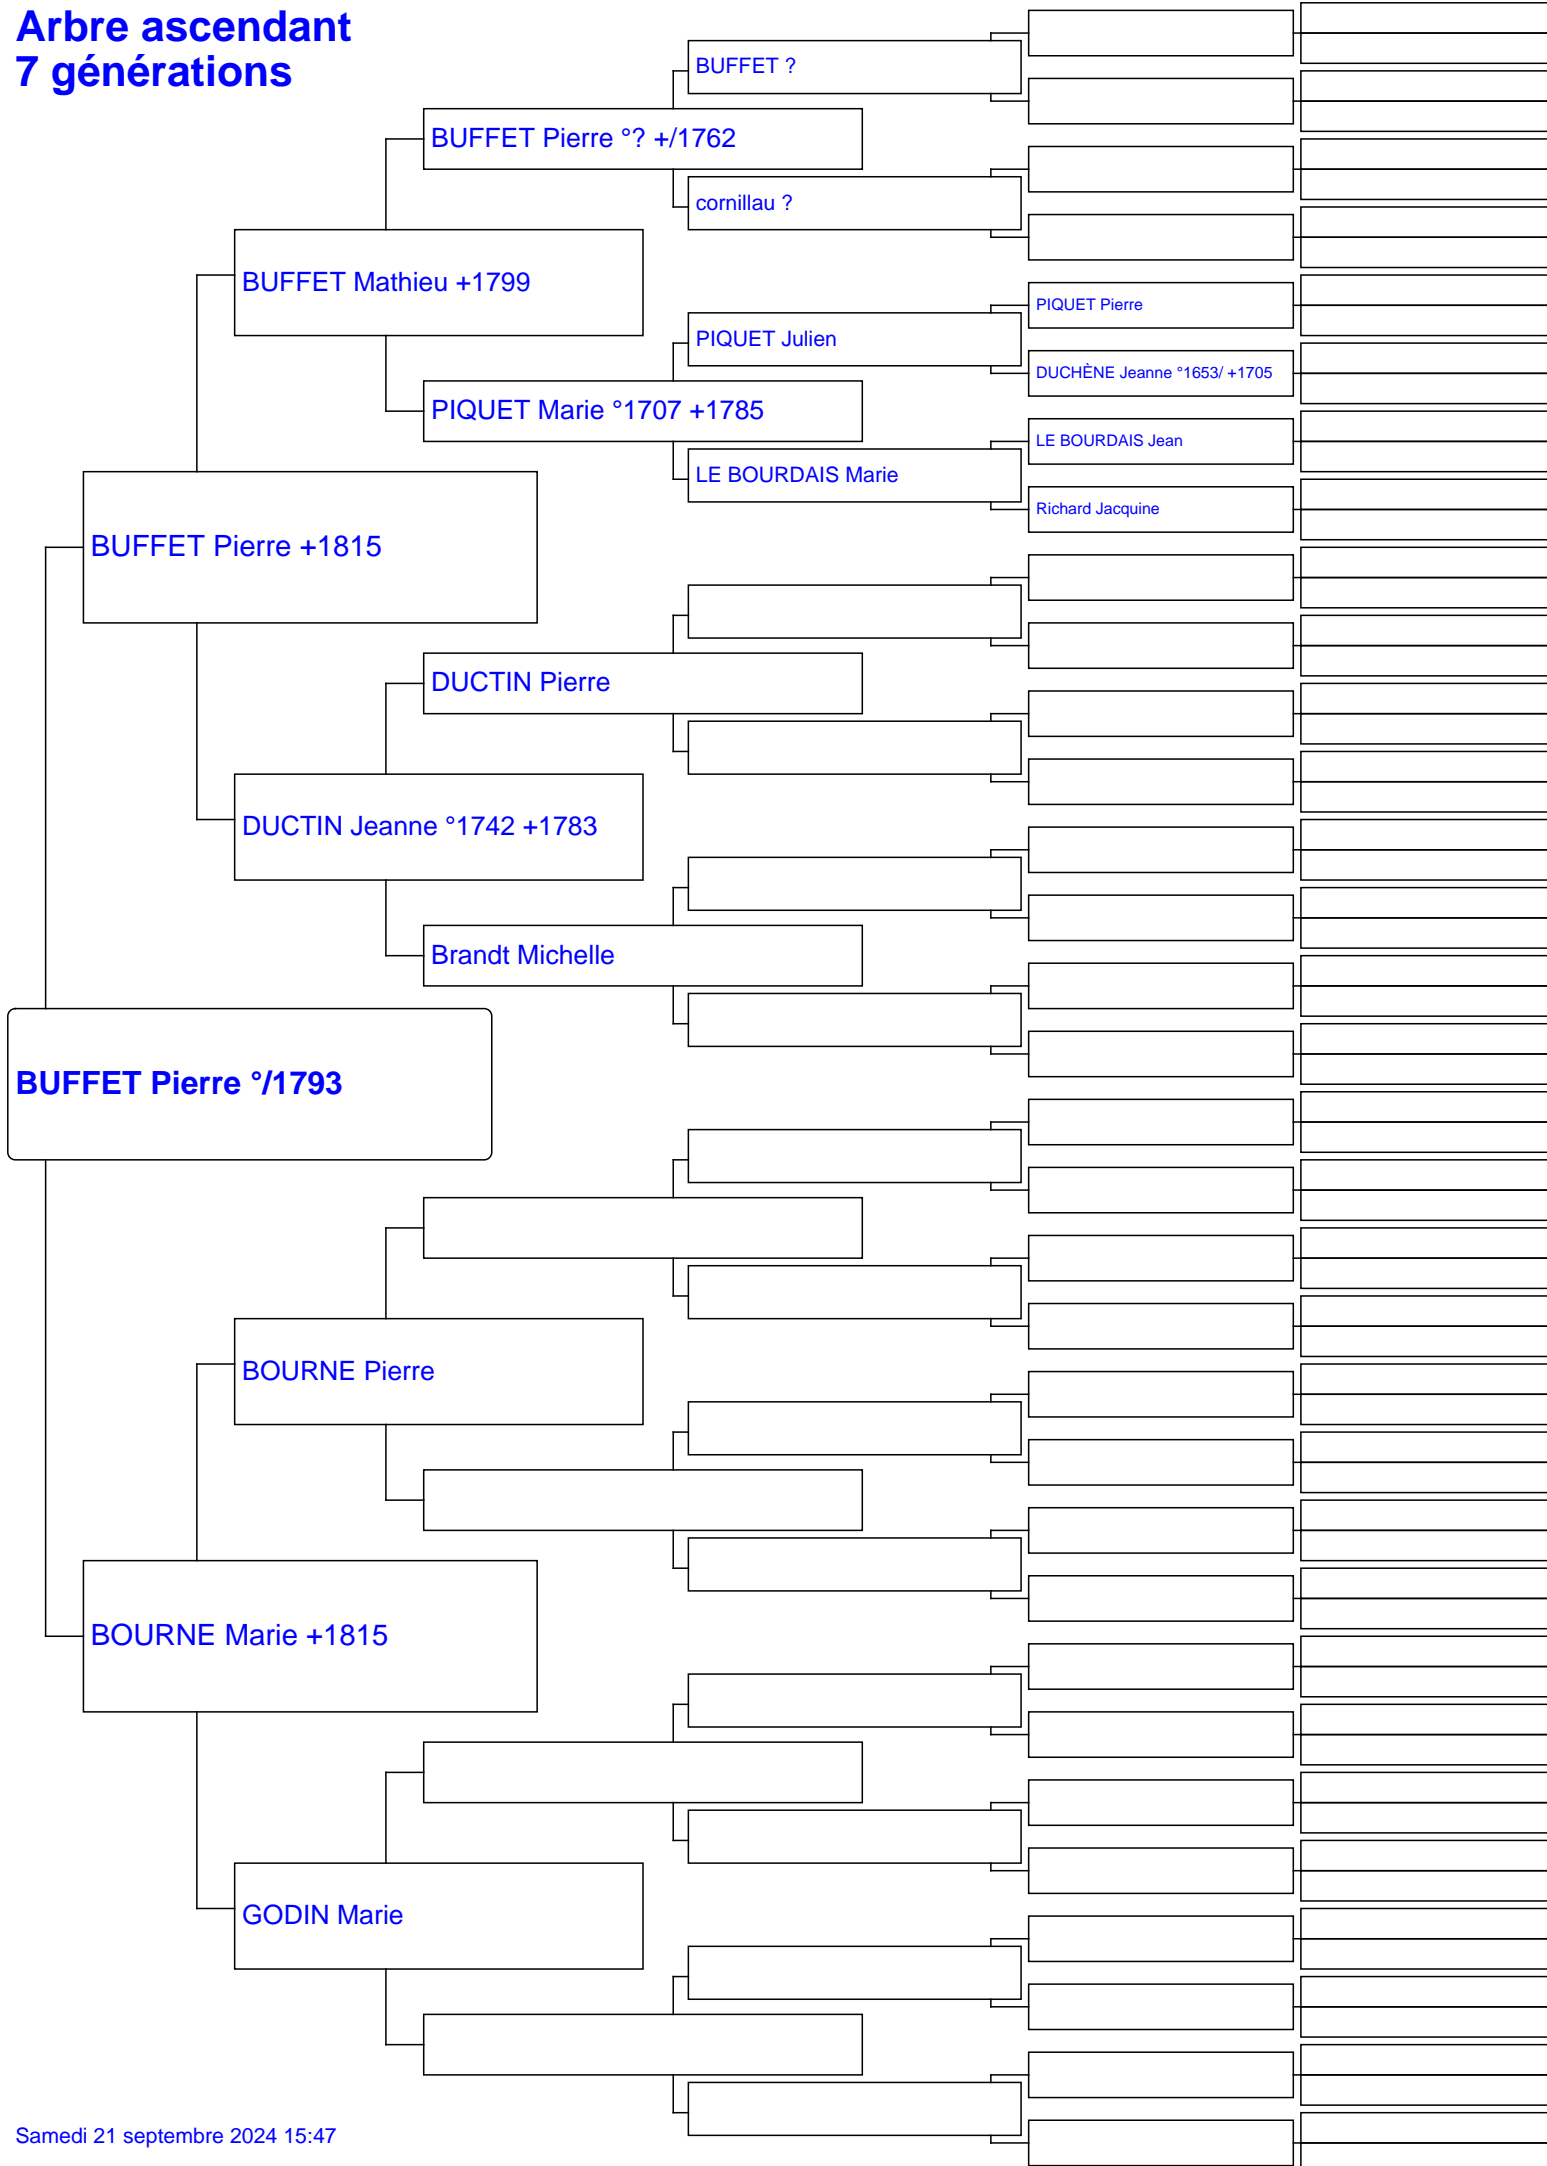 Arbre ascendant
7 générations
BUFFET ?
BUFFET Pierre °? +/1762
cornillau ?
BUFFET Mathieu +1799
PIQUET Pierre
PIQUET Julien
DUCHÈNE Jeanne °1653/ +1705
PIQUET Marie °1707 +1785
LE BOURDAIS Jean
LE BOURDAIS Marie
Richard Jacquine
BUFFET Pierre +1815
DUCTIN Pierre
DUCTIN Jeanne °1742 +1783
Brandt Michelle
BUFFET Pierre °/1793
BOURNE Pierre
BOURNE Marie +1815
GODIN Marie
Samedi 21 septembre 2024 15:47